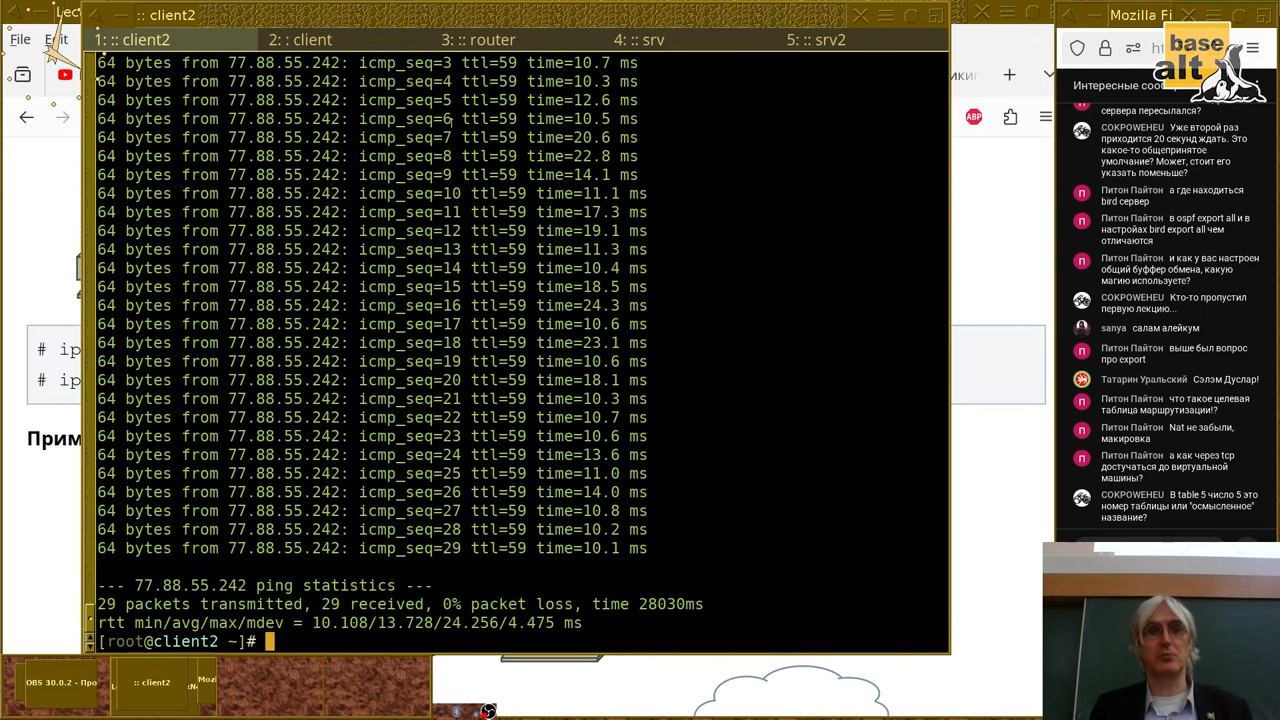 :: client2
Mozilla Fi
File Edit
1: :: client2
2: :: client
3: :: router
4: :: srv
5: :: srv2
base
alt
Интересные сооб
ABP
64 bytes from 77.88.55.242: icmp_seq=3 ttl=59 time=10.7 ms
64 bytes from 77.88.55.242: icmp_seq=4 ttl=59 time=10.3 ms
64 bytes from 77.88.55.242: icmp_seq=5 ttl=59 time=12.6 ms
64 bytes from 77.88.55.242: icmp_seq=6 ttl=59 time=10.5 ms
64 bytes from 77.88.55.242: icmp_seq=7 ttl=59 time=20.6 ms
64 bytes from 77.88.55.242: icmp_seq=8 ttl=59 time=22.8 ms
64 bytes from 77.88.55.242: icmp_seq=9 ttl=59 time=14.1 ms
64 bytes from 77.88.55.242: icmp_seq=10 ttl=59 time=11.1 ms
64 bytes from 77.88.55.242: icmp_seq=11 ttl=59 time=17.3 ms
64 bytes from 77.88.55.242: icmp_seq=12 ttl=59 time=19.1 ms
64 bytes from 77.88.55.242: icmp_seq=13 ttl=59 time=11.3 ms
64 bytes from 77.88.55.242: icmp_seq=14 ttl=59 time=10.4 ms
64 bytes from 77.88.55.242: icmp_seq=15 ttl=59 time=18.5 ms
64 bytes from 77.88.55.242: icmp_seq=16 ttl=59 time=24.3 ms
64 bytes from 77.88.55.242: icmp_seq=17 ttl=59 time=10.6 ms
64 bytes from 77.88.55.242: icmp_seq=18 ttl=59 time=23.1 ms
64 bytes from 77.88.55.242: icmp_seq=19 ttl=59 time=10.6 ms
64 bytes from 77.88.55.242: icmp_seq=20 ttl=59 time=18.1 ms
64 bytes from 77.88.55.242: icmp_seq=21 ttl=59 time=10.3 ms
64 bytes from 77.88.55.242: icmp_seq=22 ttl=59 time=10.7 ms
64 bytes from 77.88.55.242: icmp_seq=23 ttl=59 time=10.6 ms
64 bytes from 77.88.55.242: icmp_seq=24 ttl=59 time=13.6 ms
64 bytes from 77.88.55.242: icmp_seq=25 ttl=59 time=11.0 ms
64 bytes from 77.88.55.242: icmp_seq=26 ttl=59 time=14.0 ms
64 bytes from 77.88.55.242: icmp_seq=27 ttl=59 time=10.8 ms
64 bytes from 77.88.55.242: icmp_seq=28 ttl=59 time=10.2 ms
64 bytes from 77.88.55.242: icmp_seq=29 ttl=59 time=10.1 ms
--- 77.88.55.242 ping statistics ---
29 packets transmitted, 29 received, 0% packet loss, time 28030ms
rtt min/avg/max/mdev = 10.108/13.728/24.256/4.475 ms
[root@client2 ~]#
# ip
# ip
Прим
сервера пересылался?
COKPOWEHEU Уже второй раз
приходится 20 секунд ждать. Это
какое-то общепринятое
умолчание? Может, стоит его
указать поменьше?
Питон Пайтон а где находиться
bird сервер
Питон Пайтон в ospf export all и в
настройах bird export all чем
отличаются
Питон Пайтон и как у вас настроен
общий буффер обмена, какую
магию используете?
COKPOWEHEU Кто-то пропустил
первую лекцию...
sanya салам алейкум
Питон Пайтон выше был вопрос
про export
Татарин Уральский Сэлэм Дуслар!
Питон Пайтон что такое целевая
таблица маршрутизации!?
Питон Пайтон Nat не забыли,
макировка
Питон Пайтон а как через tcp
достучаться до виртуальной
машины?
COKPOWEHEU В table 5 число 5 это
номер таблицы или "осмысленное"
название?
OBS 30.0.2 - Про
:: client2
Mozi